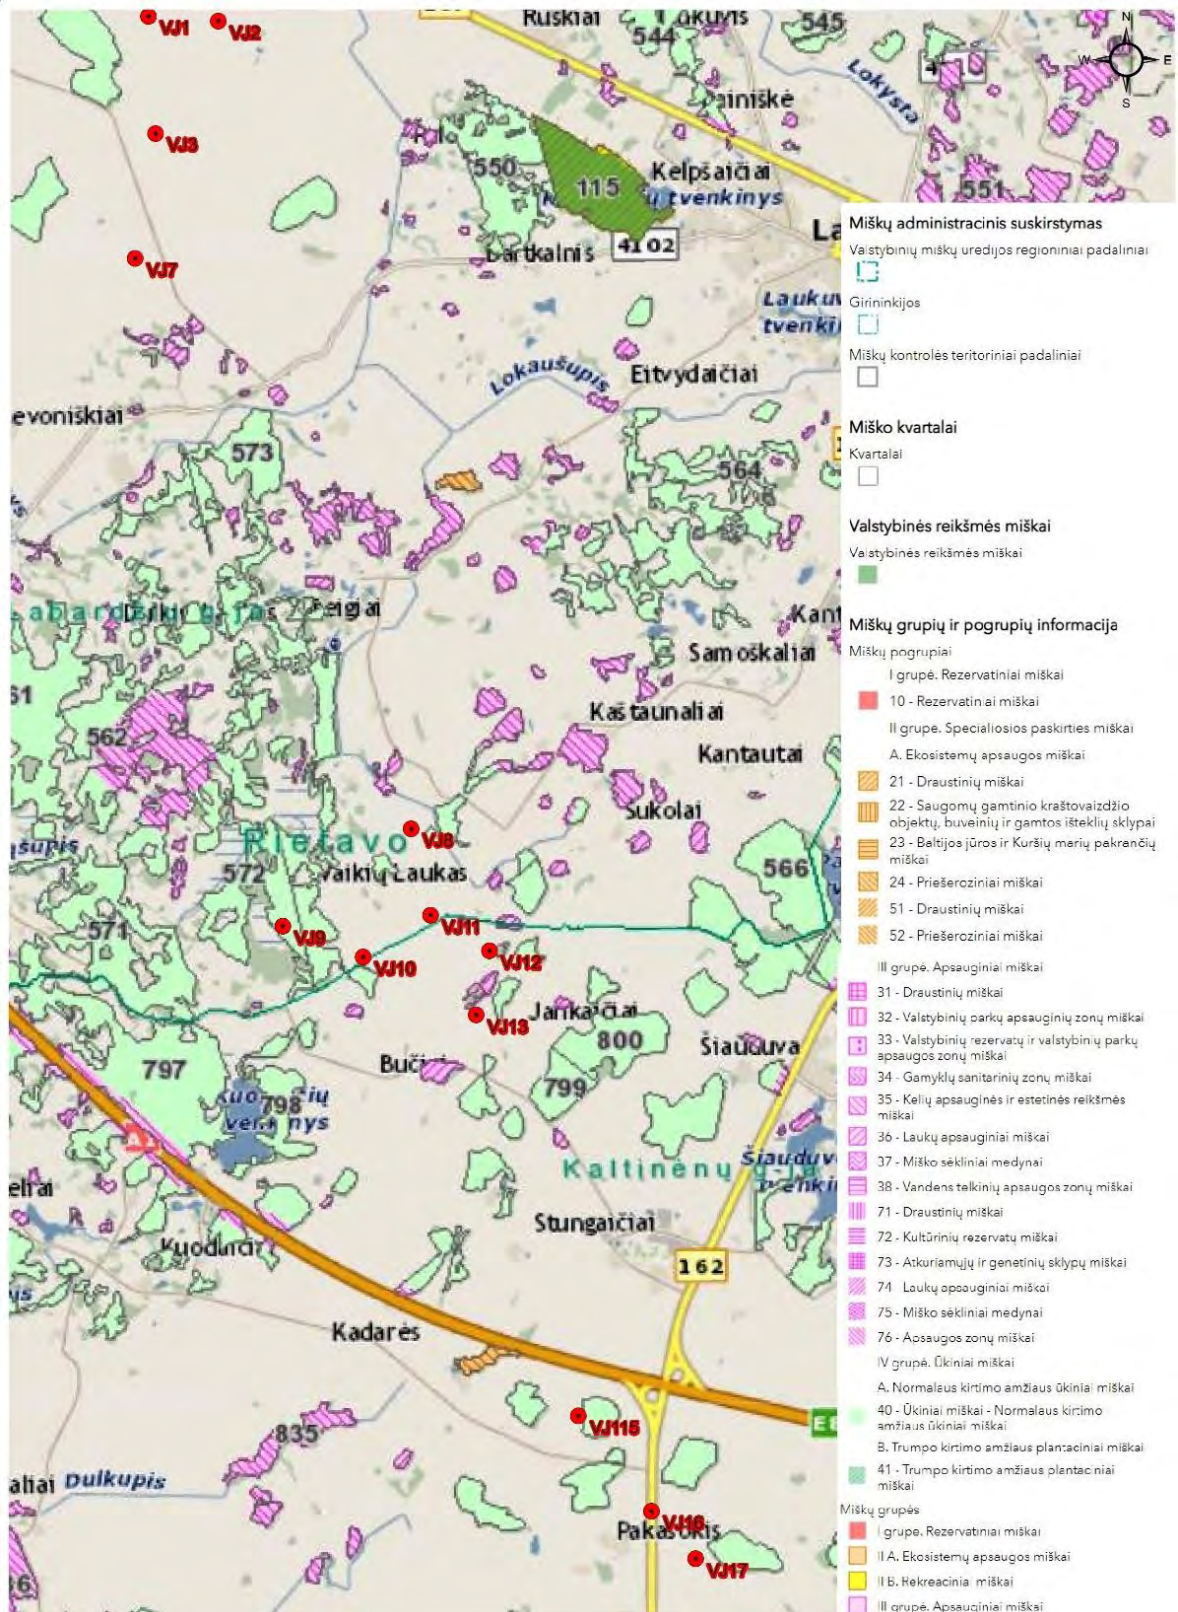 VJ1
VJ2
Ruskiai
544
545
N
W
E
S
Lokysta
VJ3
550
115
Kelpšaičiai
tvenkinys
551
4102
VJ7
Lokaušupis
Eitvydaičiai
evoniškiai
573
564
Samoškaliai
562
Kaštaunaliai
Kantautai
Sukolai
VJ8
Rietavo
Vaikių Laukas
572
566
571
VJ9
VJ11
VJ10
VJ12
VJ13
Jankaičiai
800
Šiauduva
797
799
798
Kaltinėnų g-ja
Stungaičiai
162
Kadarės
VJ115
835
Dulkupis
VJ16
VJ17
Miškų administracinis suskirstymas
Valstybinių miškų urėdijos regioniniai padaliniai
Girininkijos
Miškų kontrolės teritoriniai padaliniai
Miško kvartalai
Kvartalai
Valstybinės reikšmės miškai
Valstybinės reikšmės miškai
Miškų grupių ir pogrupių informacija
Miškų pogrupiai
I grupė. Rezervatiniai miškai
10 - Rezervatiniai miškai
II grupė. Specialiosios paskirties miškai
A. Ekosistemų apsaugos miškai
21 - Draustinių miškai
22 - Saugomų gamtinio kraštovaizdžio
objektų, buveinių ir gamtos išteklių sklypai
23 - Baltijos jūros ir Kuršių marių pakrančių
miškai
24 - Priešeroziniai miškai
51 - Draustinių miškai
52 - Priešeroziniai miškai
III grupė. Apsauginiai miškai
31 - Draustinių miškai
32 - Valstybinių parkų apsauginių zonų miškai
33 - Valstybinių rezervatų ir valstybinių parkų
apsaugos zonų miškai
34 - Gamyklų sanitarinių zonų miškai
35 - Kelių apsauginės ir estetinės reikšmės
miškai
36 - Laukų apsauginiai miškai
37 - Miško sėkliniai medynai
38 - Vandens telkinių apsaugos zonų miškai
71 - Draustinių miškai
72 - Kultūrinių rezervatų miškai
73 - Atkuriamųjų ir genetinių sklypų miškai
74 Laukų apsauginiai miškai
75 - Miško sėkliniai medynai
76 - Apsaugos zonų miškai
IV grupė. Ūkiniai miškai
A. Normalaus kirtimo amžiaus ūkiniai miškai
40 - Ūkiniai miškai - Normalaus kirtimo
amžiaus ūkiniai miškai
B. Trumpo kirtimo amžiaus plantaciniai miškai
41 - Trumpo kirtimo amžiaus plantaciniai
miškai
Miškų grupės
I grupė. Rezervatiniai miškai
II A. Ekosistemų apsaugos miškai
II B. Rekreaciniai miškai
III grupė. Apsauginiai miškai